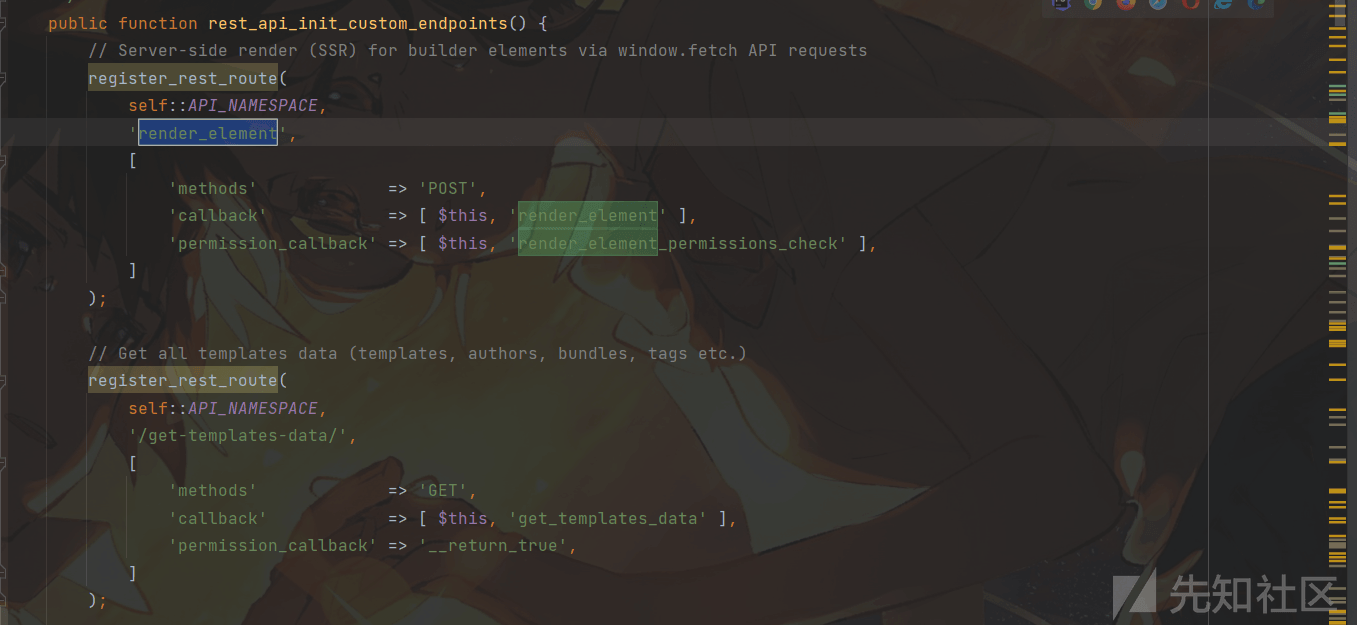 public function rest_api_init_custom_endpoints() {
    // Server-side render (SSR) for builder elements via window.fetch API requests
    register_rest_route(
        self::API_NAMESPACE,
        'render_element',
        [
            'methods'             => 'POST',
            'callback'            => [ $this, 'render_element' ],
            'permission_callback' => [ $this, 'render_element_permissions_check' ],
        ]
    );
    // Get all templates data (templates, authors, bundles, tags etc.)
    register_rest_route(
        self::API_NAMESPACE,
        '/get-templates-data/',
        [
            'methods'             => 'GET',
            'callback'            => [ $this, 'get_templates_data' ],
            'permission_callback' => '__return_true',
        ]
    );
先知社区